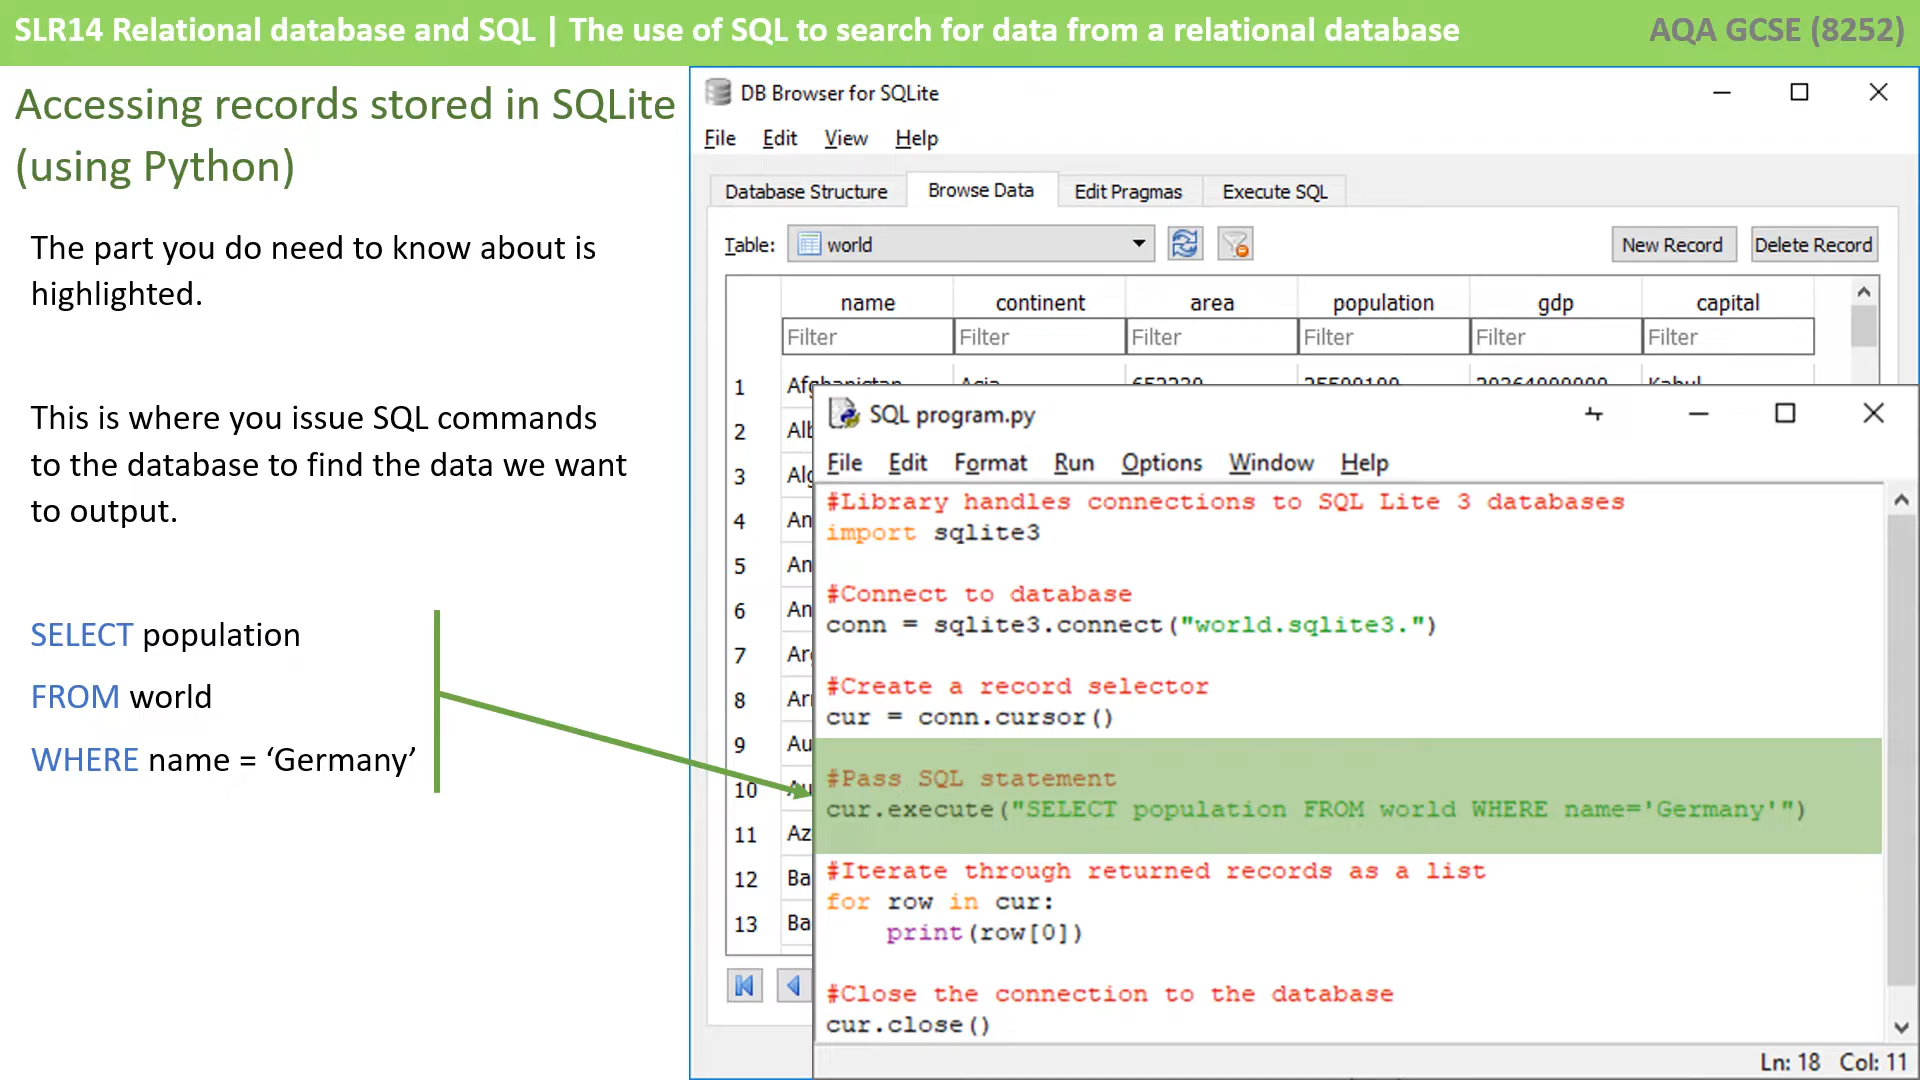 SLR14 Relational database and SQL | The use of SQL to search for data from a relational database
AQA GCSE (8252)
Accessing records stored in SQLite
(using Python)
The part you do need to know about is
highlighted.
This is where you issue SQL commands
to the database to find the data we want
to output.
SELECT population
FROM world
WHERE name = ‘Germany’
DB Browser for SQLite
File Edit View Help
Database Structure Browse Data Edit Pragmas Execute SQL
Table: world New Record Delete Record
name continent area population gdp capital
Filter Filter Filter Filter Filter Filter
1 Afghanistan Asia 652230 25500100 20364000000 Kabul
2
3
4
5
6
7
8
9
10
11
12
13
SQL program.py
File Edit Format Run Options Window Help
#Library handles connections to SQL Lite 3 databases
import sqlite3
#Connect to database
conn = sqlite3.connect("world.sqlite3.")
#Create a record selector
cur = conn.cursor()
#Pass SQL statement
cur.execute("SELECT population FROM world WHERE name='Germany'")
#Iterate through returned records as a list
for row in cur:
    print(row[0])
#Close the connection to the database
cur.close()
Ln: 18 Col: 11